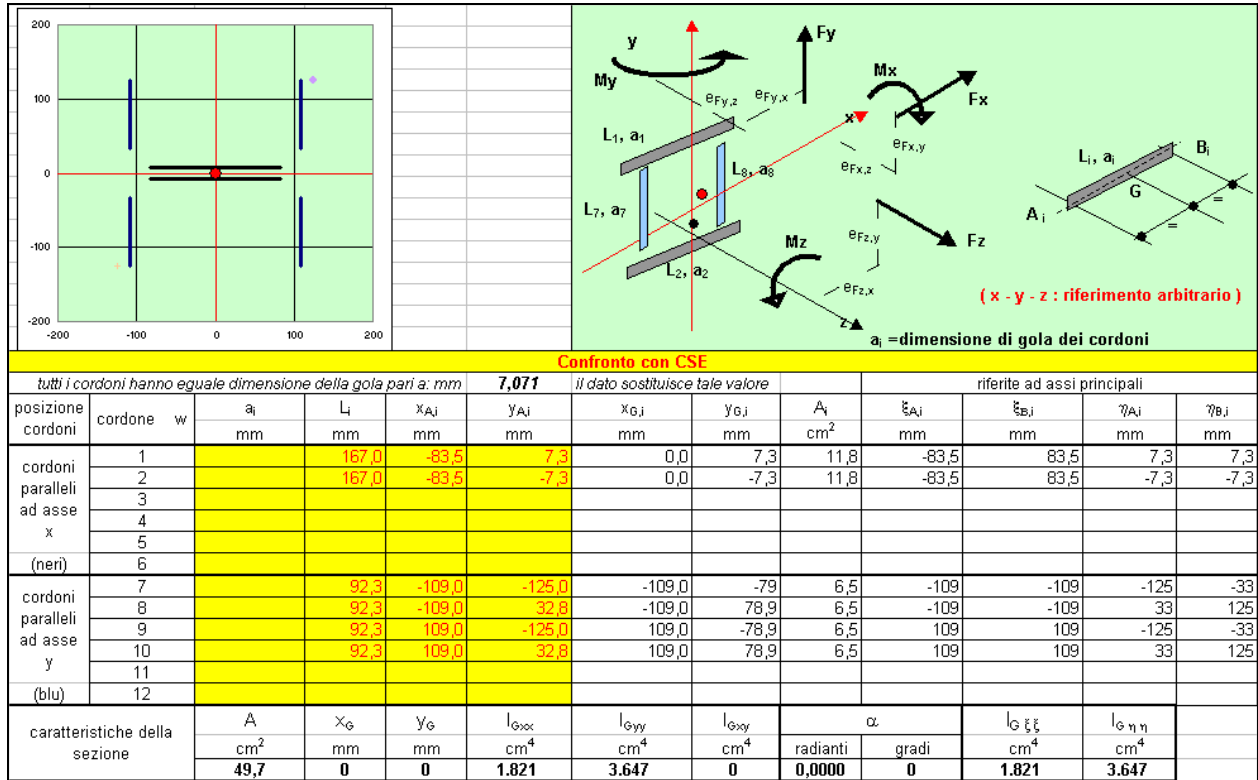 200
100
0
-100
-200
-200 -100 0 100 200
y
My
Fy
eFy,z
eFy,x
Mx
Fx
x
eFx,y
eFx,z
L1, a1
L8, a8
L7, a7
L2, a2
Mz
eFz,y
Fz
eFz,x
z
Li, ai
Bi
G
Ai
=
=
( x - y - z : riferimento arbitrario )
ai =dimensione di gola dei cordoni
Confronto con CSE
tutti i cordoni hanno eguale dimensione della gola pari a: mm 7,071 il dato sostituisce tale valore riferite ad assi principali
posizione cordoni cordone w ai Li xA,i yA,i xG,i yG,i Ai ξA,i ξB,i ηA,i ηB,i
mm mm mm mm mm mm cm² mm mm mm mm
cordoni paralleli ad asse x
(neri)
1 167,0 -83,5 7,3 0,0 7,3 11,8 -83,5 83,5 7,3 7,3
2 167,0 -83,5 -7,3 0,0 -7,3 11,8 -83,5 83,5 -7,3 -7,3
3
4
5
6
cordoni paralleli ad asse y
(blu)
7 92,3 -109,0 -125,0 -109,0 -79 6,5 -109 -109 -125 -33
8 92,3 -109,0 32,8 -109,0 78,9 6,5 -109 -109 33 125
9 92,3 109,0 -125,0 109,0 -78,9 6,5 109 109 -125 -33
10 92,3 109,0 32,8 109,0 78,9 6,5 109 109 33 125
11
12
caratteristiche della sezione
A xG yG IGxx IGyy IGxy α IG ξξ IG ηη
cm² mm mm cm⁴ cm⁴ cm⁴ radianti gradi cm⁴ cm⁴
49,7 0 0 1.821 3.647 0 0,0000 0 1.821 3.647